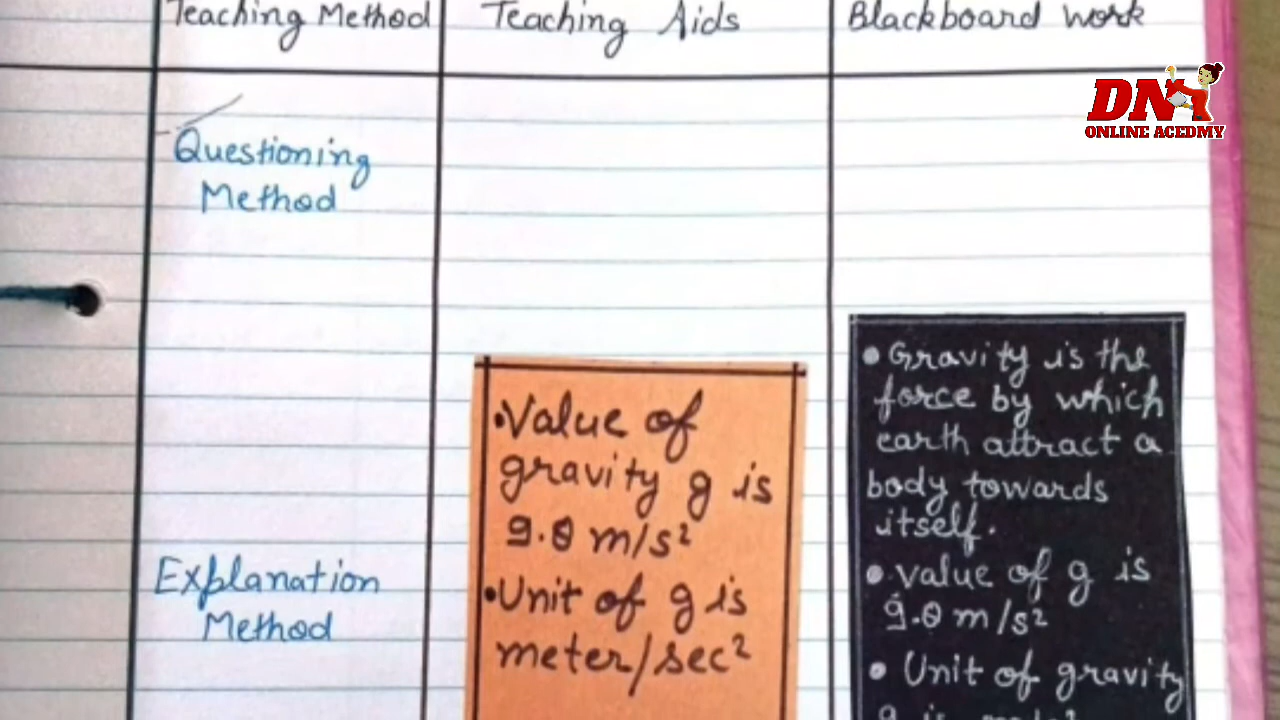 Teaching Method
Teaching Aids
Blackboard work
DNA
ONLINE ACEDMY
Questioning
Method
Explanation
Method
• Value of
gravity g is
9.8 m/s²
• Unit of g is
meter/sec²
• Gravity is the
force by which
earth attract a
body towards
itself.
• value of g is
9.8 m/s²
• Unit of gravity
g is